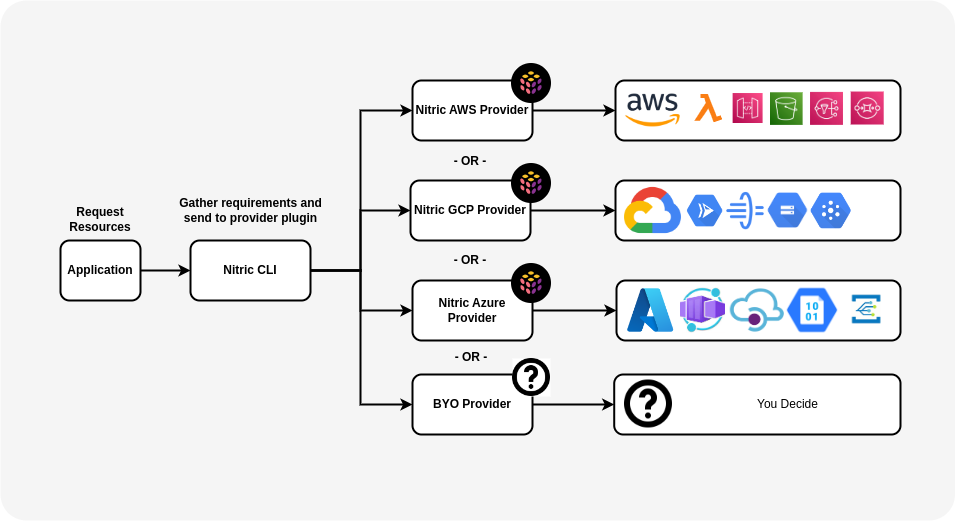 Request
Resources
Application
Gather requirements and
send to provider plugin
Nitric CLI
Nitric AWS Provider
aws
- OR -
Nitric GCP Provider
- OR -
Nitric Azure
Provider
10
01
- OR -
BYO Provider
?
?
You Decide